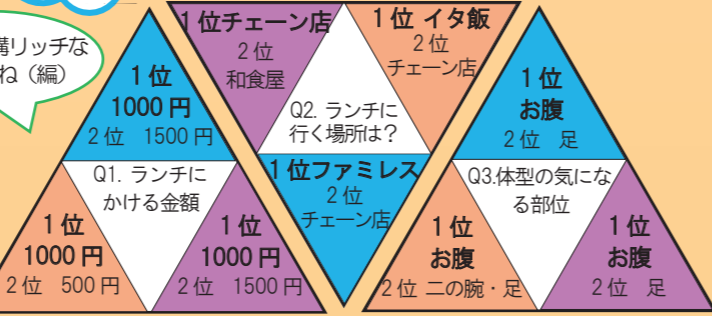 構リッチな
ね（編）
1位
1000円
2位 1500円
Q1. ランチに
かける金額
1位
1000円
2位 500円
1位
1000円
2位 1500円
1位チェーン店
2位
和食屋
1位 イタ飯
2位
チェーン店
Q2. ランチに
行く場所は？
1位ファミレス
2位
チェーン店
1位
お腹
2位 足
Q3.体型の気にな
る部位
1位
お腹
2位 二の腕・足
1位
お腹
2位 足